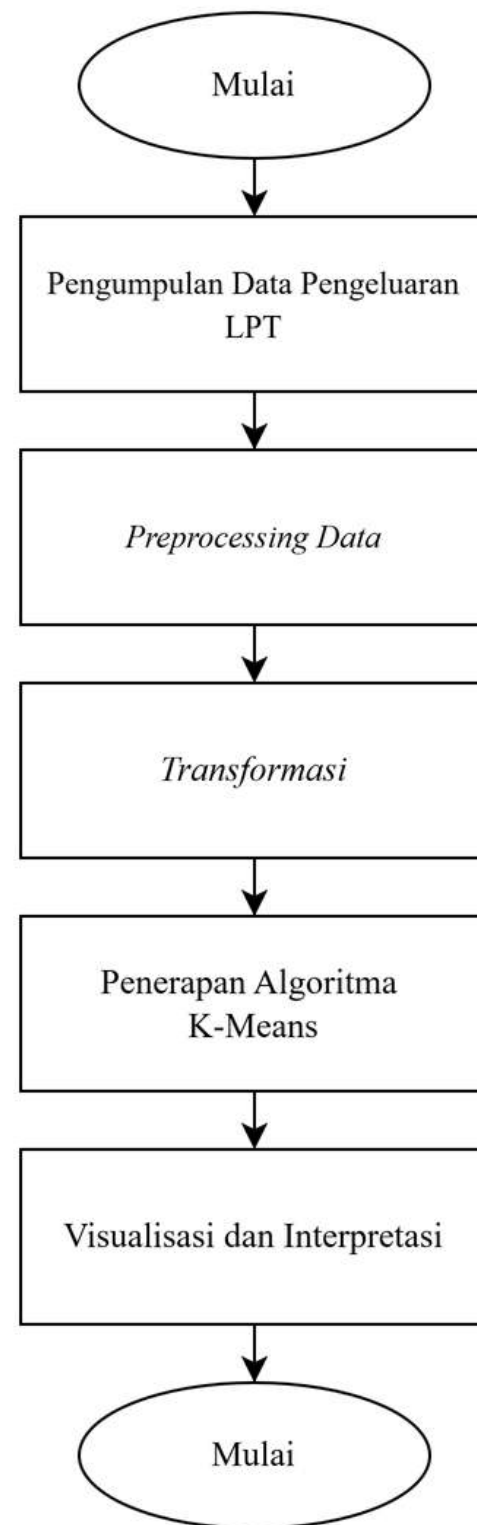 Mulai
Pengumpulan Data Pengeluaran
LPT
Preprocessing Data
Transformasi
Penerapan Algoritma
K-Means
Visualisasi dan Interpretasi
Mulai